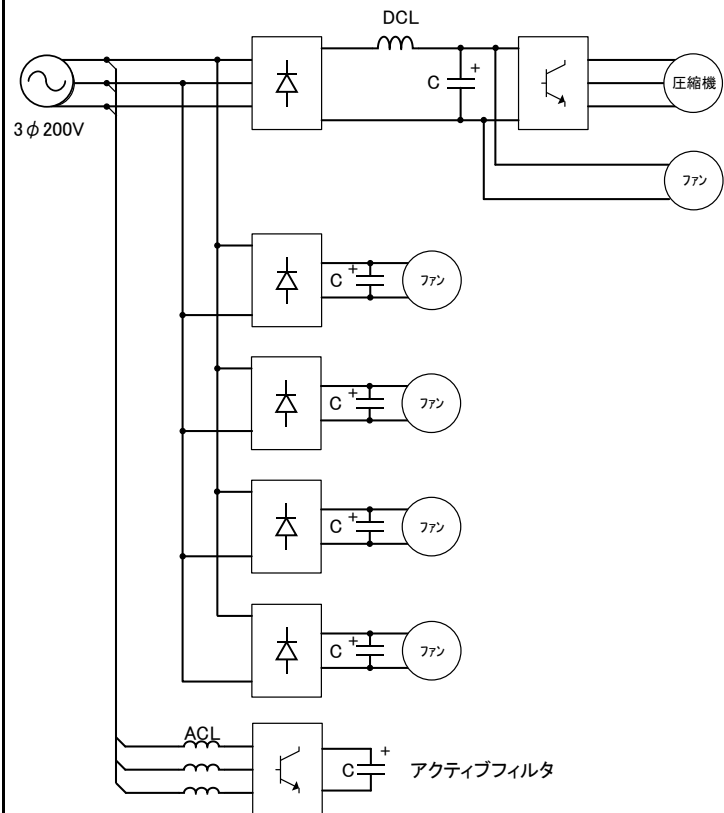 DCL
C +
圧縮機
3φ200V
ファン
C + ファン
C + ファン
C + ファン
C + ファン
ACL
C +
アクティブフィルタ